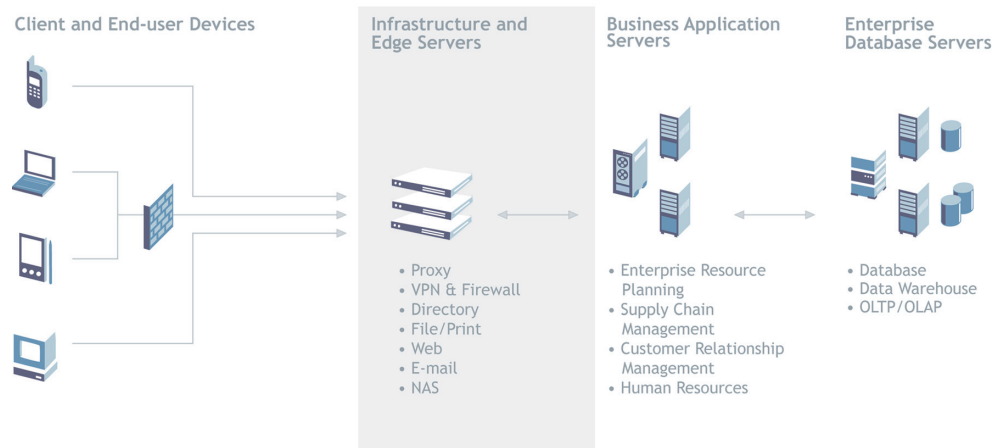 Client and End-user Devices
Infrastructure and
Edge Servers
Business Application
Servers
Enterprise
Database Servers
• Proxy
• VPN & Firewall
• Directory
• File/Print
• Web
• E-mail
• NAS
• Enterprise Resource
Planning
• Supply Chain
Management
• Customer Relationship
Management
• Human Resources
• Database
• Data Warehouse
• OLTP/OLAP